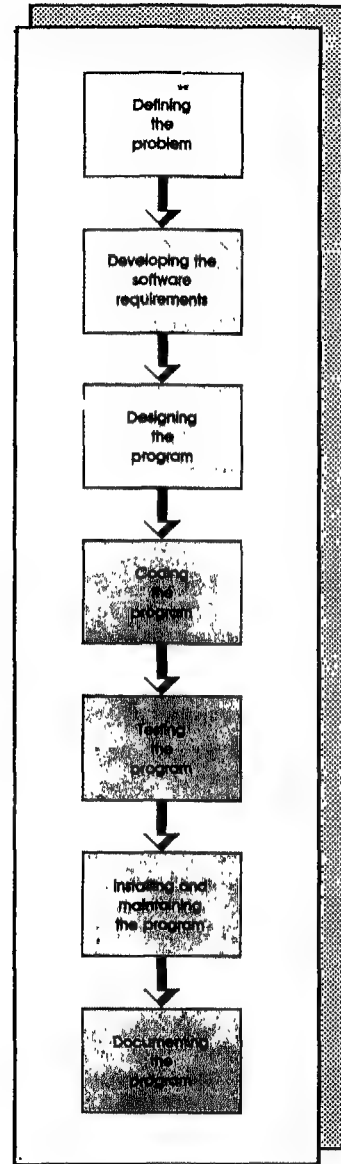 Defining
the
problem
Developing the
software
requirements
Designing
the
program
Coding
the
program
Testing
the
program
Installing and
maintaining
the program
Documenting
the
program